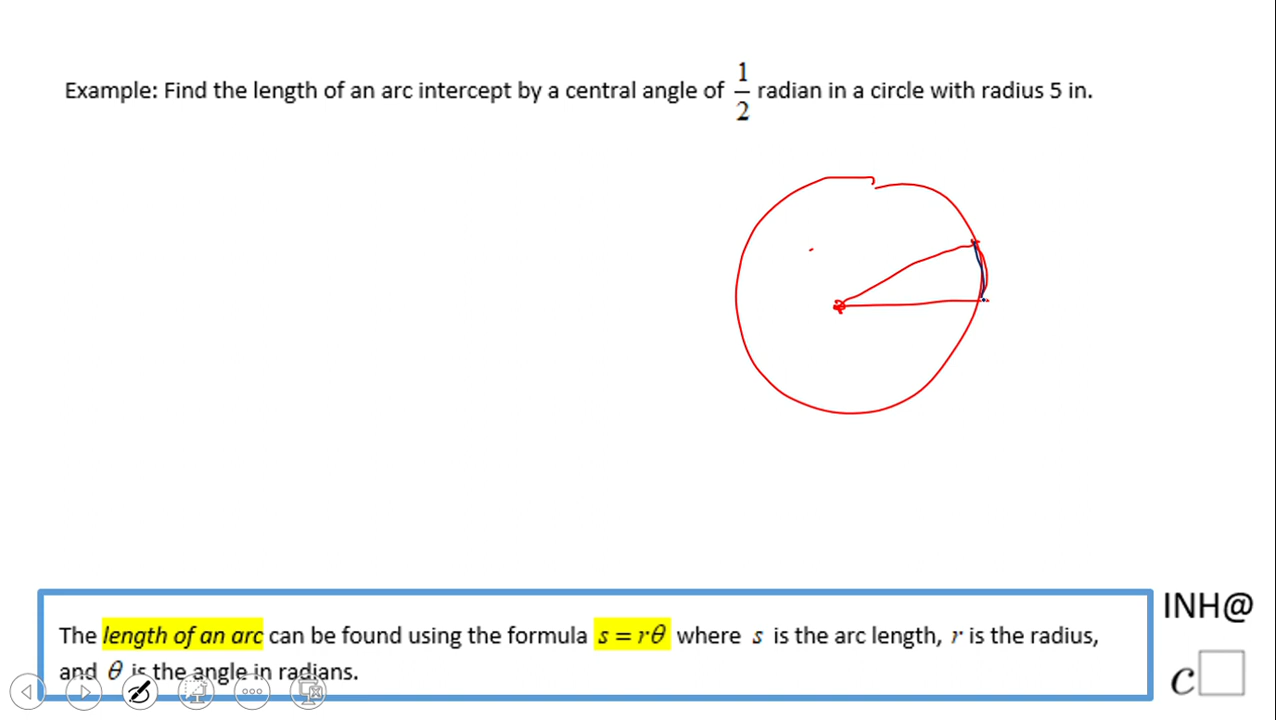 Example: Find the length of an arc intercept by a central angle of 1/2 radian in a circle with radius 5 in.
The length of an arc can be found using the formula s = rθ where s is the arc length, r is the radius,
and θ is the angle in radians.
INH@
c□